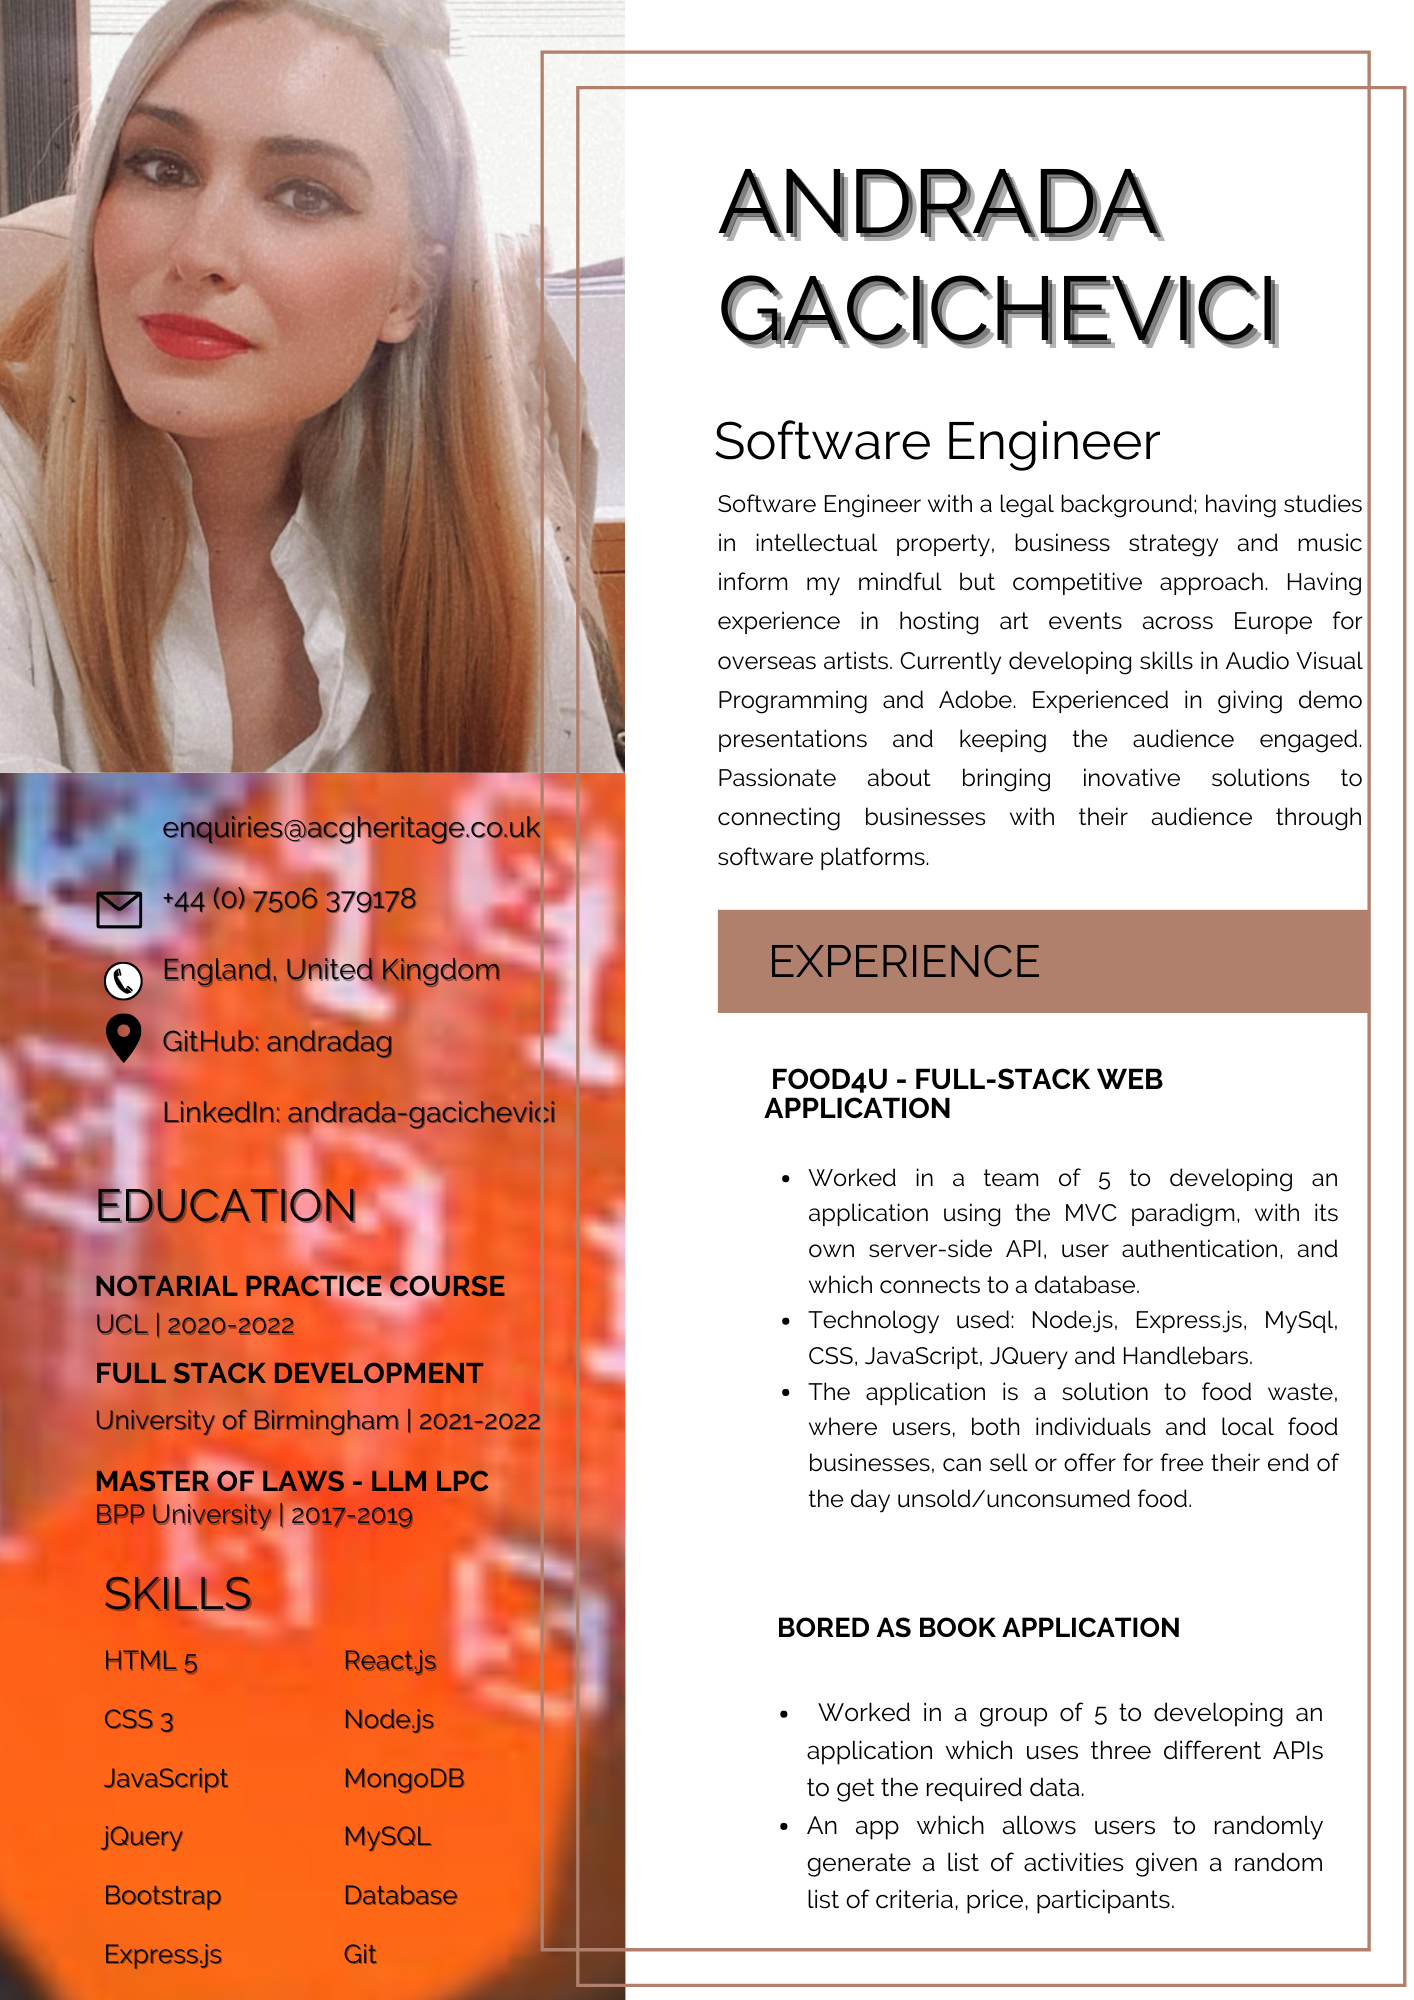 ANDRADA
GACICHEVICI
Software Engineer
Software Engineer with a legal background; having studies
in intellectual property, business strategy and music
inform my mindful but competitive approach. Having
experience in hosting art events across Europe for
overseas artists. Currently developing skills in Audio Visual
Programming and Adobe. Experienced in giving demo
presentations and keeping the audience engaged.
Passionate about bringing inovative solutions to
connecting businesses with their audience through
software platforms.
enquiries@acgheritage.co.uk
+44 (0) 7506 379178
England, United Kingdom
GitHub: andradag
LinkedIn: andrada-gacichevici
EDUCATION
NOTARIAL PRACTICE COURSE
UCL | 2020-2022
FULL STACK DEVELOPMENT
University of Birmingham | 2021-2022
MASTER OF LAWS - LLM LPC
BPP University | 2017-2019
SKILLS
HTML 5
CSS 3
JavaScript
jQuery
Bootstrap
Express.js
React.js
Node.js
MongoDB
MySQL
Database
Git
EXPERIENCE
FOOD4U - FULL-STACK WEB
APPLICATION
• Worked in a team of 5 to developing an
application using the MVC paradigm, with its
own server-side API, user authentication, and
which connects to a database.
• Technology used: Node.js, Express.js, MySql,
CSS, JavaScript, JQuery and Handlebars.
• The application is a solution to food waste,
where users, both individuals and local food
businesses, can sell or offer for free their end of
the day unsold/unconsumed food.
BORED AS BOOK APPLICATION
• Worked in a group of 5 to developing an
application which uses three different APIs
to get the required data.
• An app which allows users to randomly
generate a list of activities given a random
list of criteria, price, participants.